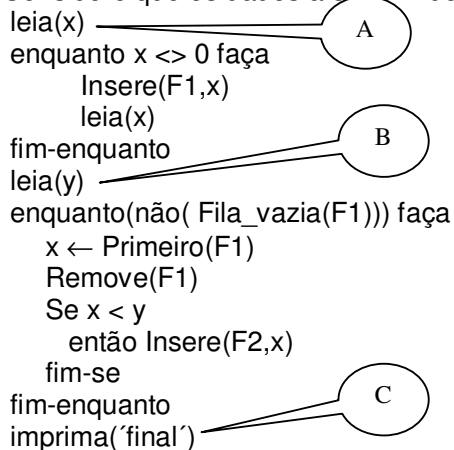 leia(x) A
enquanto x <> 0 faça
Insere(F1,x)
leia(x)
fim-enquanto B
leia(y)
enquanto(não( Fila_vazia(F1))) faça
x ← Primeiro(F1)
Remove(F1)
Se x < y
então Insere(F2,x)
fim-se
fim-enquanto C
imprima(´final´)